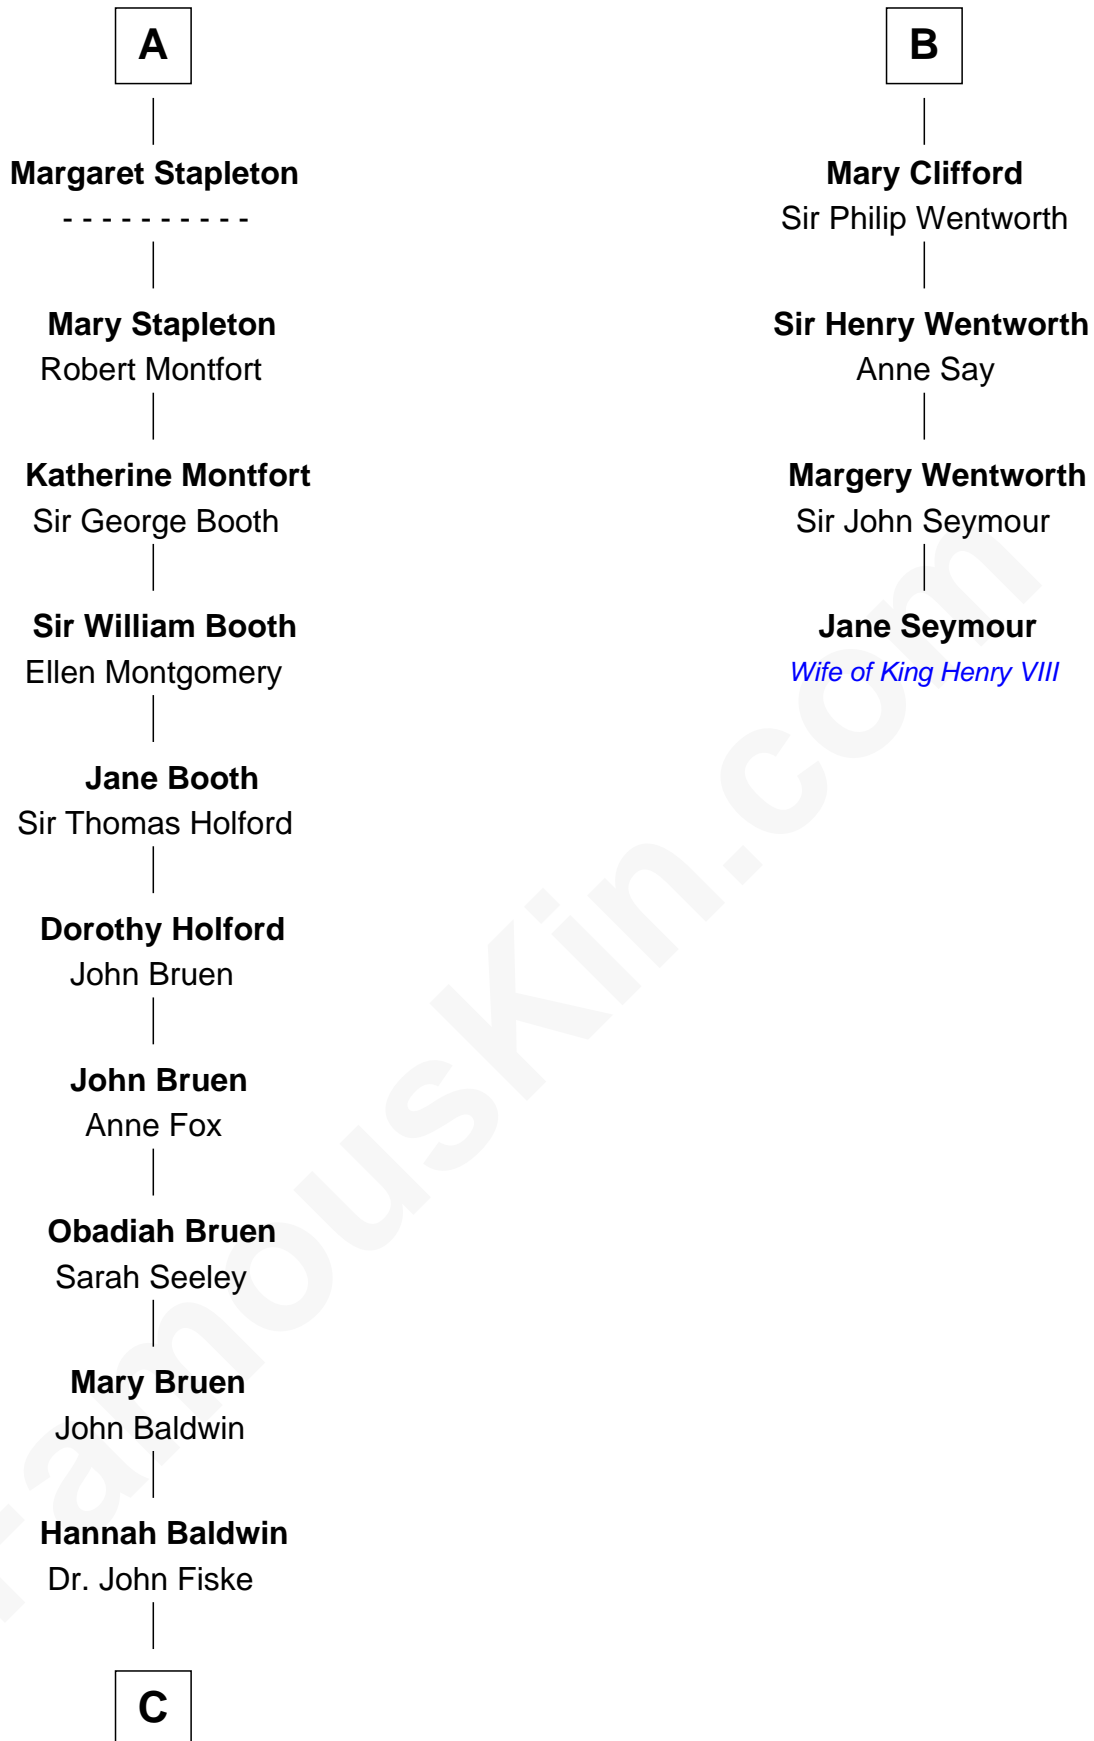 A
Margaret Stapleton
- - - - - - - - - -
Mary Stapleton
Robert Montfort
Katherine Montfort
Sir George Booth
Sir William Booth
Ellen Montgomery
Jane Booth
Sir Thomas Holford
Dorothy Holford
John Bruen
John Bruen
Anne Fox
Obadiah Bruen
Sarah Seeley
Mary Bruen
John Baldwin
Hannah Baldwin
Dr. John Fiske
C
B
Mary Clifford
Sir Philip Wentworth
Sir Henry Wentworth
Anne Say
Margery Wentworth
Sir John Seymour
Jane Seymour
Wife of King Henry VIII
FamousKin.com